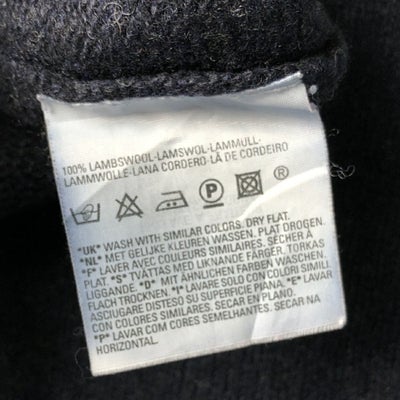 100% LAMBSWOOL-LAMSWOL-LAMMULL-
LAMMWOLLE-LANA CORDERO-LÃ DE CORDEIRO
P ®
*UK* WASH WITH SIMILAR COLORS. DRY FLAT.
*NL* MET GELIJKE KLEUREN WASSEN. PLAT DROGEN.
*F* LAVER AVEC COULEURS SIMILAIRES. SÉCHER À
PLAT. *S* TVÄTTAS MED LIKNANDE FÄRGER. TORKAS
LIGGANDE. *D* MIT ÄHNLICHEN FARBEN WASCHEN.
FLACH TROCKNEN. *I* LAVARE SOLO CON COLORI SIMILI
ASCIUGARE DISTESO SU SUPERFICIE PIANA. *E*
LAVAR CON COLORES SIMILARES. SECAR EN PLANO.
*P* LAVAR COM CORES SEMELHANTES. SECAR NA
HORIZONTAL.